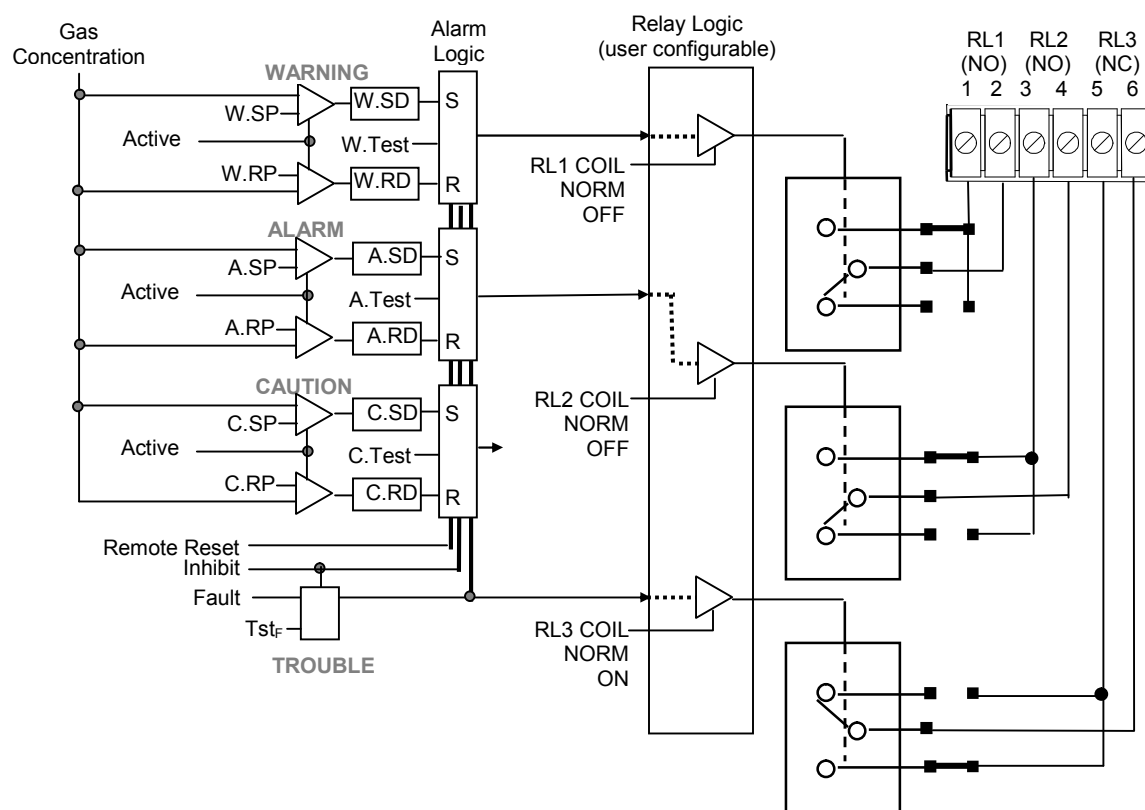 Gas
Concentration
Alarm
Logic
Relay Logic
(user configurable)
RL1 RL2 RL3
(NO) (NO) (NC)
1 2 3 4 5 6
WARNING
W.SP
W.SD
S
Active
W.Test
W.RP
W.RD
R
RL1 COIL
NORM
OFF
ALARM
A.SP
A.SD
S
Active
A.Test
A.RP
A.RD
R
CAUTION
C.SP
C.SD
S
RL2 COIL
NORM
OFF
Active
C.Test
C.RP
C.RD
R
Remote Reset
Inhibit
Fault
TstF
TROUBLE
RL3 COIL
NORM
ON